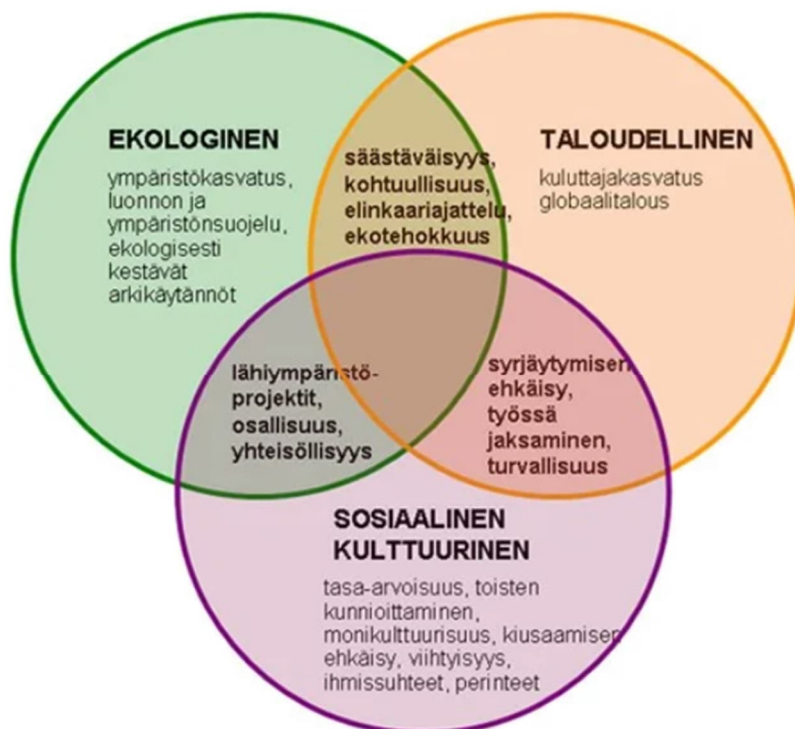 EKOLOGINEN
ympäristökasvatus,
luonnon ja
ympäristönsuojelu,
ekologisesti
kestävät
arkikäytännöt
säästäväisyys,
kohtuullisuus,
elinkaariajattelu,
ekotehokkuus
TALOUDELLINEN
kuluttajakasvatus
globaalitalous
lähiympäristö-
projektit,
osallisuus,
yhteisöllisyys
syrjäytymisen
ehkäisy,
työssä
jaksaminen,
turvallisuus
SOSIAALINEN
KULTTUURINEN
tasa-arvoisuus, toisten
kunnioittaminen,
monikulttuurisuus, kiusaamisen
ehkäisy, viihtyisyys,
ihmissuhteet, perinteet